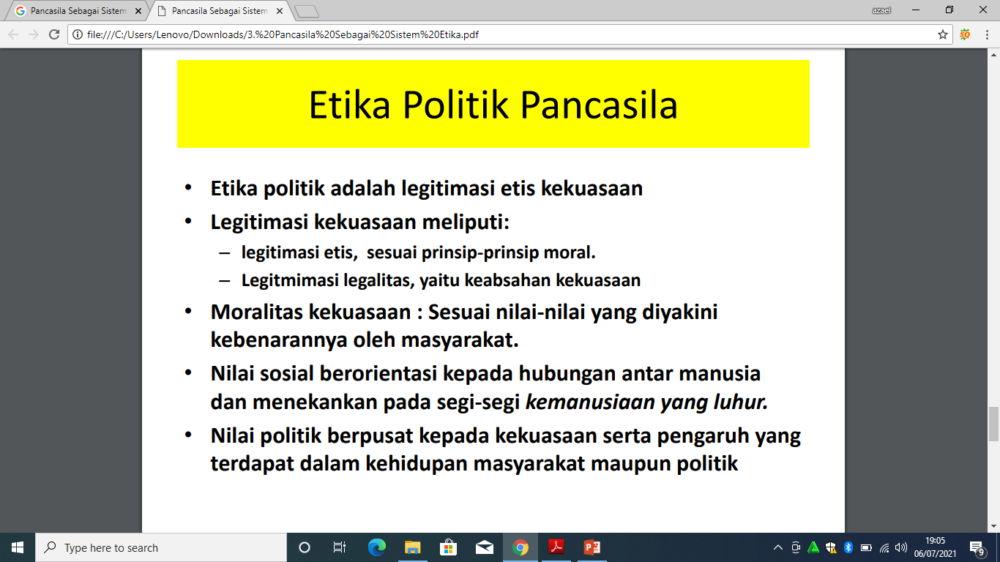 Pancasila Sebagai Sistem
Pancasila Sebagai Sistem
azael
file:///C:/Users/Lenovo/Downloads/3.%20Pancasila%20Sebagai%20Sistem%20Etika.pdf
SQ
Etika Politik Pancasila
• Etika politik adalah legitimasi etis kekuasaan
• Legitimasi kekuasaan meliputi:
– legitimasi etis, sesuai prinsip-prinsip moral.
– Legitmimasi legalitas, yaitu keabsahan kekuasaan
• Moralitas kekuasaan : Sesuai nilai-nilai yang diyakini
kebenarannya oleh masyarakat.
• Nilai sosial berorientasi kepada hubungan antar manusia
dan menekankan pada segi-segi kemanusiaan yang luhur.
• Nilai politik berpusat kepada kekuasaan serta pengaruh yang
terdapat dalam kehidupan masyarakat maupun politik
Type here to search
19:05
06/07/2021
9